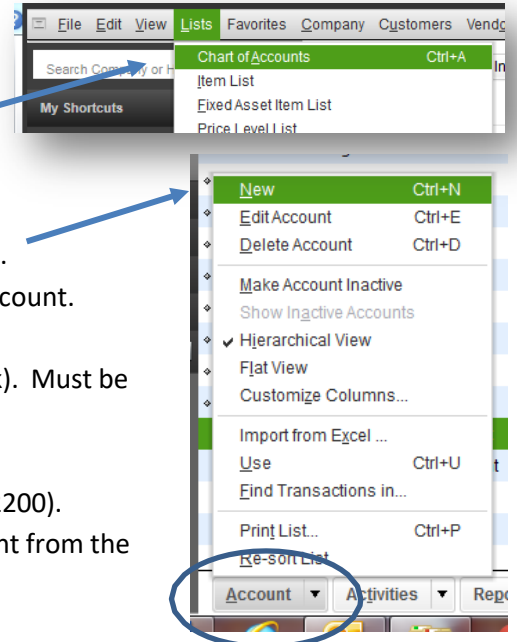 File Edit View Lists Favorites Company Customers
Search Company or
Chart of Accounts Ctrl+A
Item List
My Shortcuts
Fixed Asset Item List
Price Level List
New Ctrl+N
Edit Account Ctrl+E
Delete Account Ctrl+D
Make Account Inactive
Show Inactive Accounts
Hierarchical View
Flat View
Customize Columns...
Import from Excel ...
Use Ctrl+U
Find Transactions in...
Print List... Ctrl+P
Re-sort List
Account Activities
.
count.
). Must be
200).
nt from the